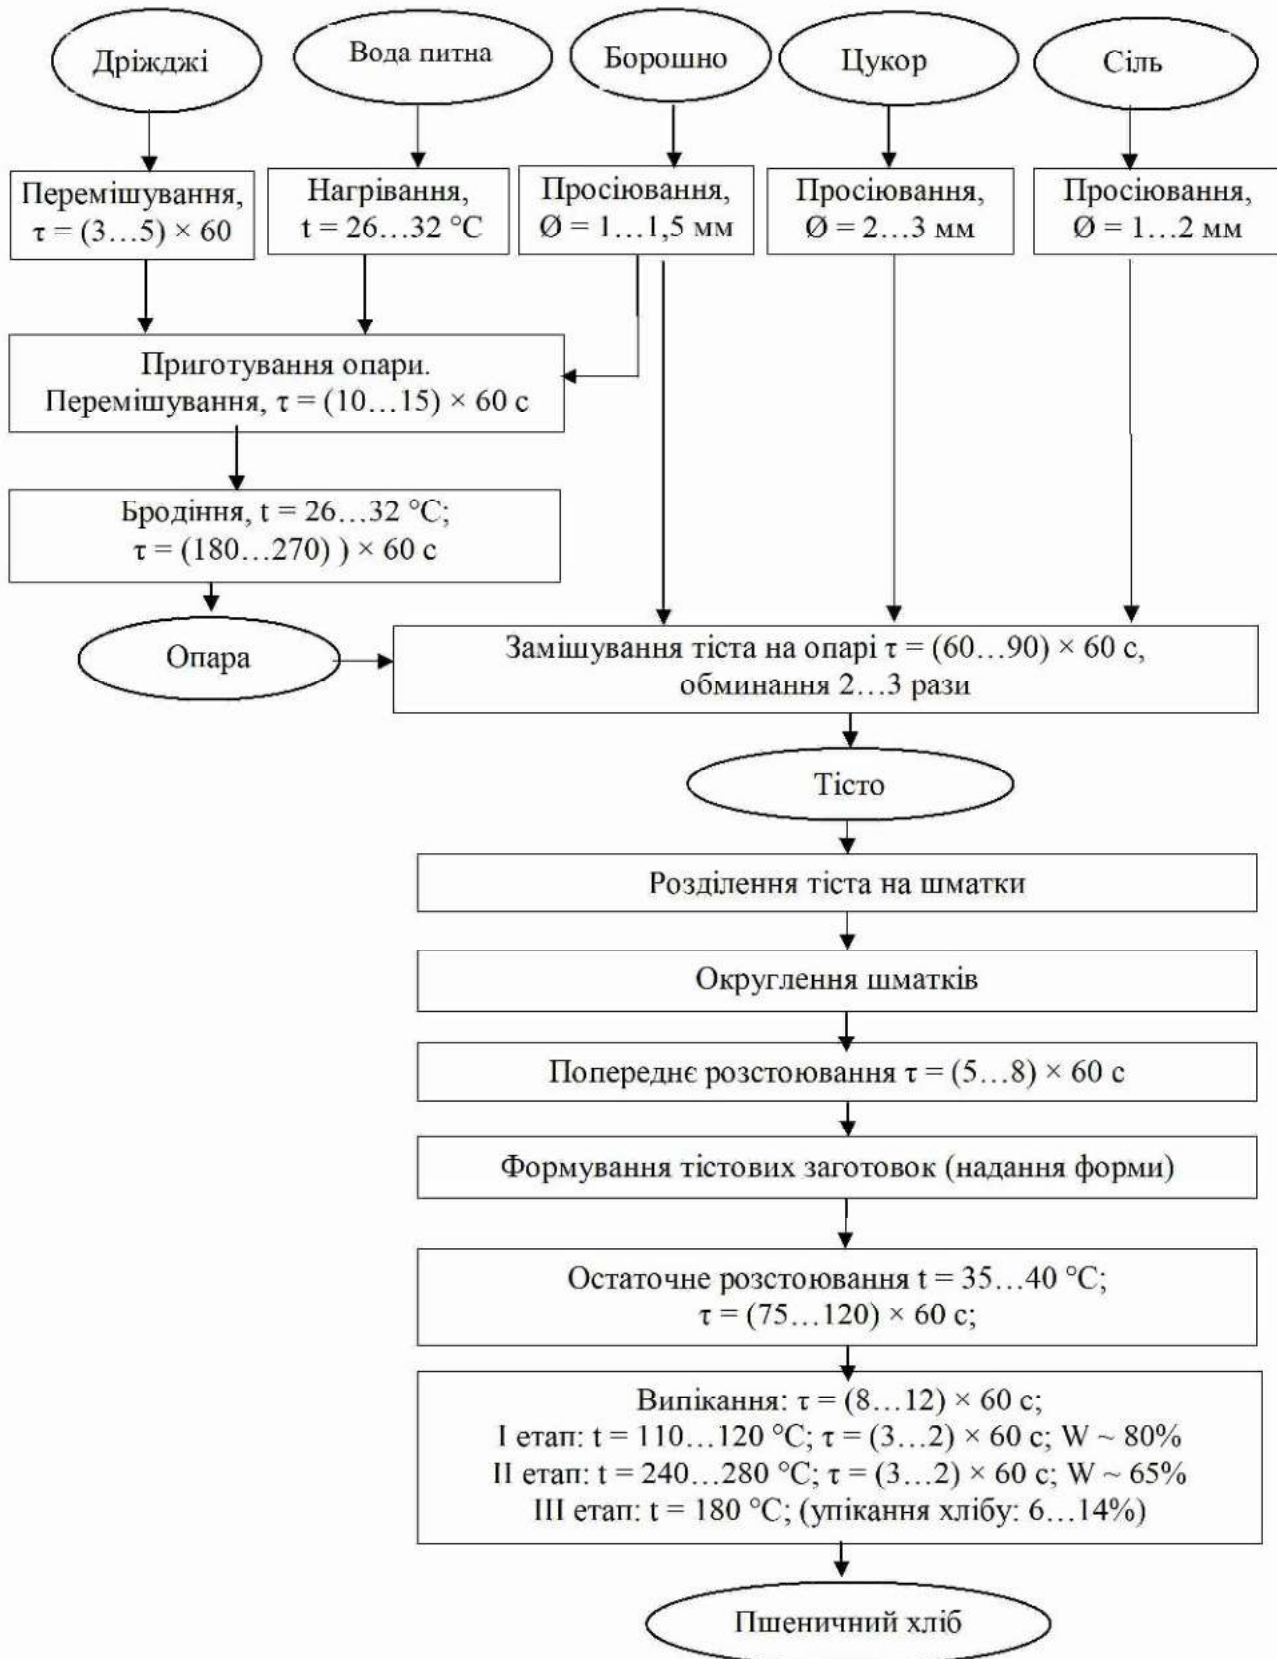 Дріжджі
Вода питна
Борошно
Цукор
Сіль
Перемішування,
τ = (3…5) × 60
Нагрівання,
t = 26…32 °С
Просіювання,
Ø = 1…1,5 мм
Просіювання,
Ø = 2…3 мм
Просіювання,
Ø = 1…2 мм
Приготування опари.
Перемішування, τ = (10…15) × 60 с
Бродіння, t = 26…32 °С;
τ = (180…270) ) × 60 с
Опара
Замішування тіста на опарі τ = (60…90) × 60 с,
обминання 2…3 рази
Тісто
Розділення тіста на шматки
Округлення шматків
Попереднє розстоювання τ = (5…8) × 60 с
Формування тістових заготовок (надання форми)
Остаточне розстоювання t = 35…40 °С;
τ = (75…120) × 60 с;
Випікання: τ = (8…12) × 60 с;
І етап: t = 110…120 °С; τ = (3…2) × 60 с; W ~ 80%
ІІ етап: t = 240…280 °С; τ = (3…2) × 60 с; W ~ 65%
ІІІ етап: t = 180 °С; (упікання хлібу: 6…14%)
Пшеничний хліб